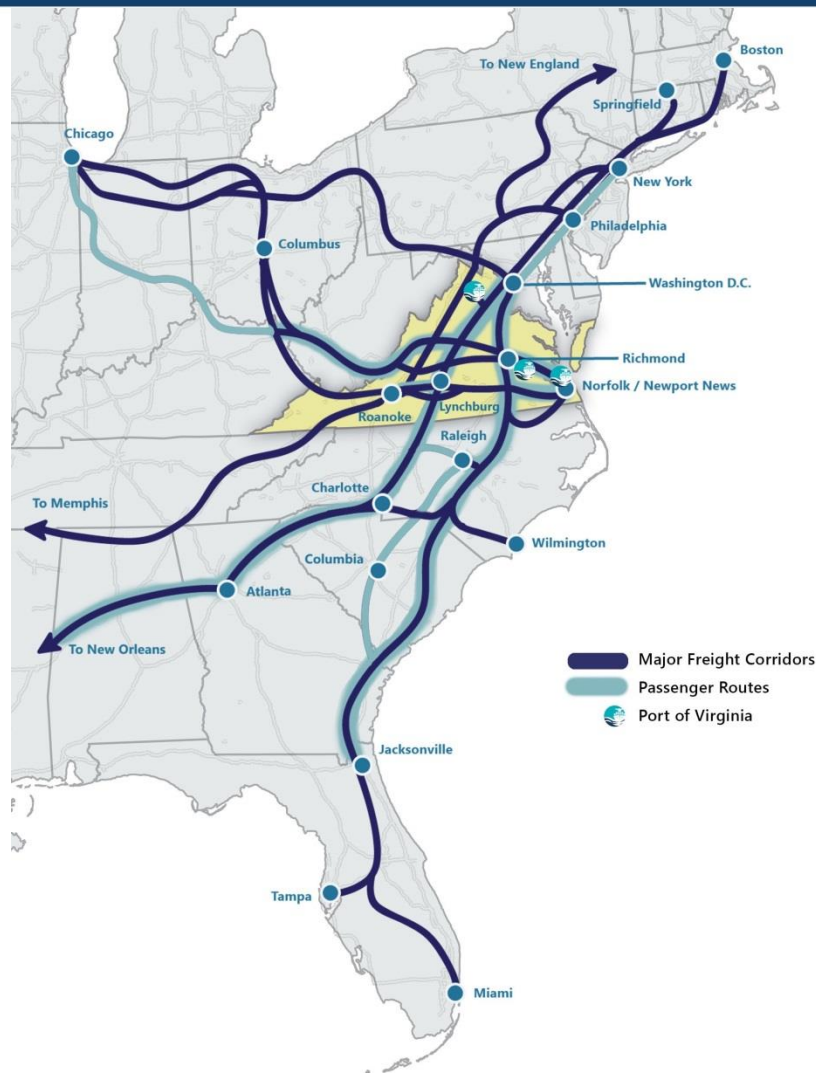 Boston
To New England
Springfield
Chicago
New York
Philadelphia
Columbus
Washington D.C.
Richmond
Norfolk / Newport News
Lynchburg
Roanoke
Raleigh
Charlotte
To Memphis
Wilmington
Columbia
Atlanta
To New Orleans
Major Freight Corridors
Passenger Routes
Port of Virginia
Jacksonville
Tampa
Miami